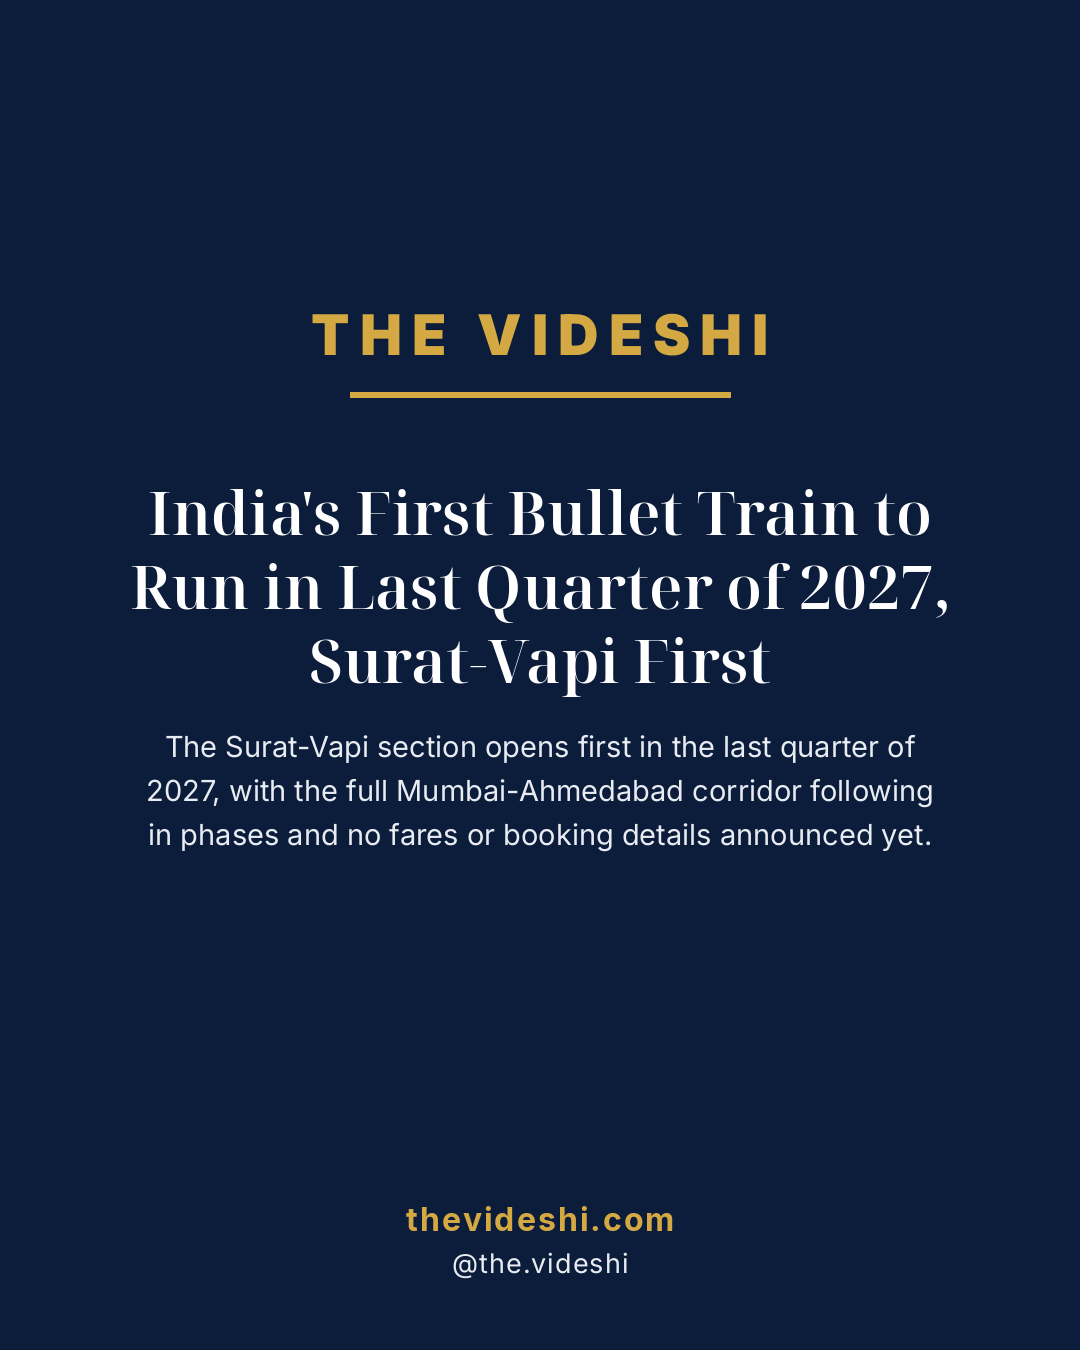 THE VIDESHI
India's First Bullet Train to
Run in Last Quarter of 2027,
Surat-Vapi First
The Surat-Vapi section opens first in the last quarter of
2027, with the full Mumbai-Ahmedabad corridor following
in phases and no fares or booking details announced yet.
thevideshi.com
@the.videshi